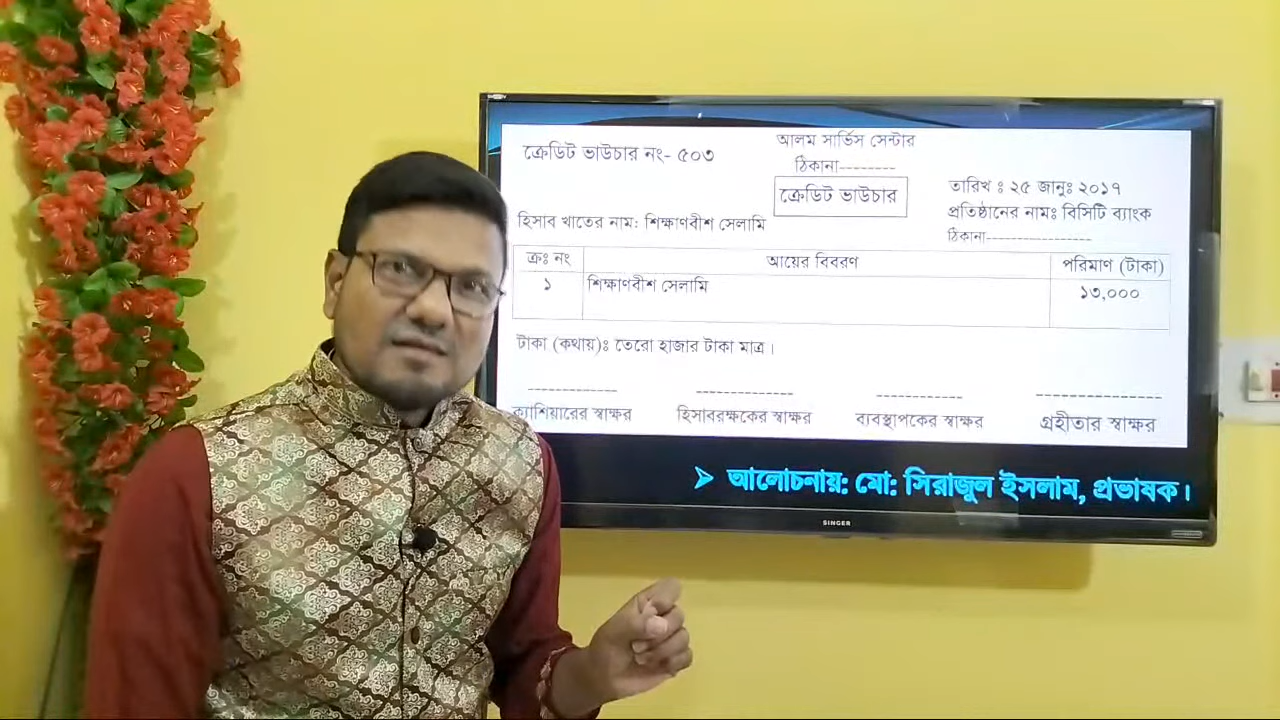 আলম সার্ভিস সেন্টার
ক্রেডিট ভাউচার নং- ৫০৩
ঠিকানা---------
ক্রেডিট ভাউচার
তারিখ ঃ ২৫ জানুঃ ২০১৭
প্রতিষ্ঠানের নামঃ বিসিটি ব্যাংক
হিসাব খাতের নাম: শিক্ষাণবীশ সেলামি
ঠিকানা-----------------
ক্রঃ নং আয়ের বিবরণ পরিমাণ (টাকা)
১ শিক্ষাণবীশ সেলামি ১৩,০০০
টাকা (কথায়)ঃ তেরো হাজার টাকা মাত্র।
ক্যাশিয়ারের স্বাক্ষর হিসাবরক্ষকের স্বাক্ষর ব্যবস্থাপকের স্বাক্ষর গ্রহীতার স্বাক্ষর
➢ আলোচনায়: মো: সিরাজুল ইসলাম, প্রভাষক।
SINGER